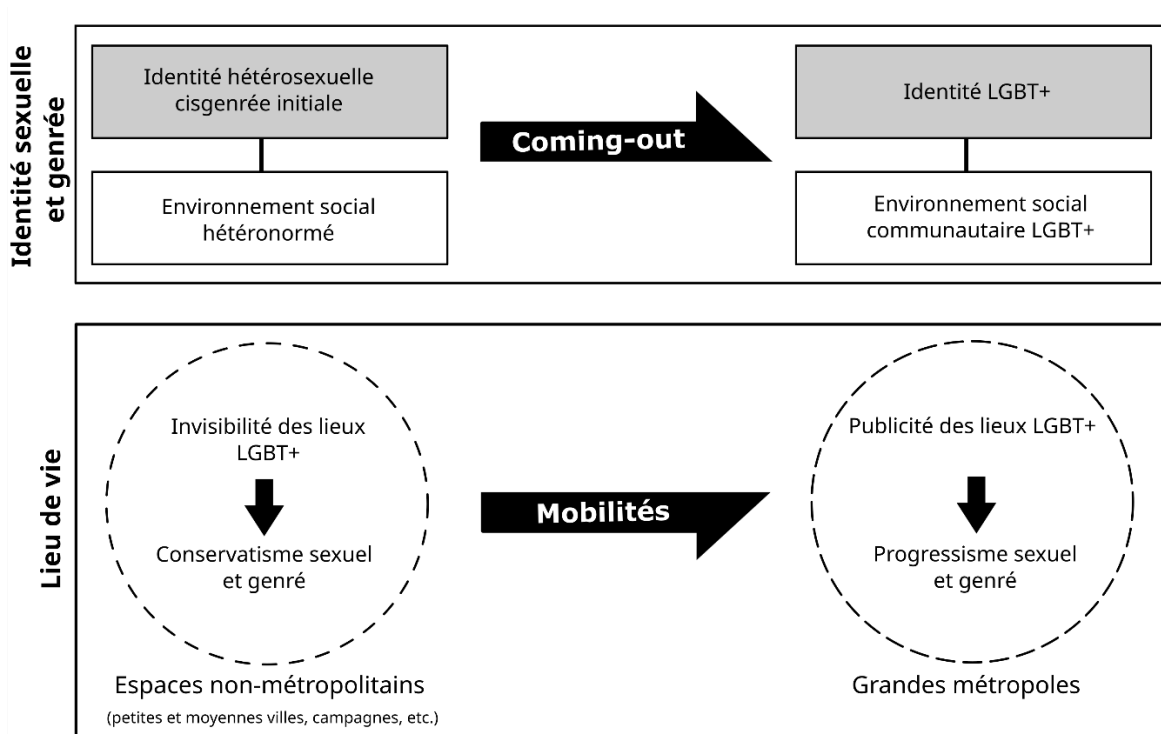 Identité sexuelle
et genrée
Identité hétérosexuelle
cisgenrée initiale
Coming-out
Identité LGBT+
Environnement social
hétéronormé
Environnement social
communautaire LGBT+
Lieu de vie
Invisibilité des lieux
LGBT+
Conservatisme sexuel
et genré
Mobilités
Publicité des lieux LGBT+
Progressisme sexuel
et genré
Espaces non-métropolitains
(petites et moyennes villes, campagnes, etc.)
Grandes métropoles